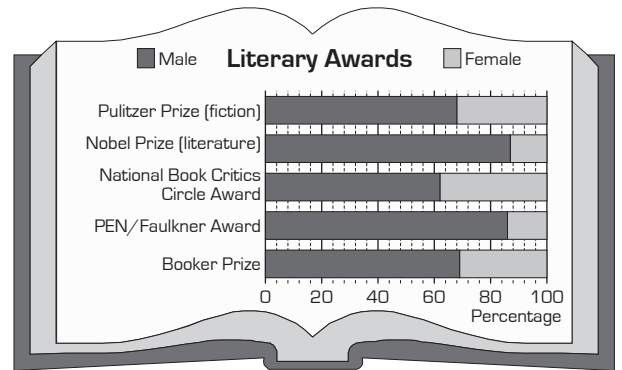 Male Literary Awards Female
Pulitzer Prize (fiction)
Nobel Prize (literature)
National Book Critics
Circle Award
PEN/Faulkner Award
Booker Prize
0 20 40 60 80 100
Percentage